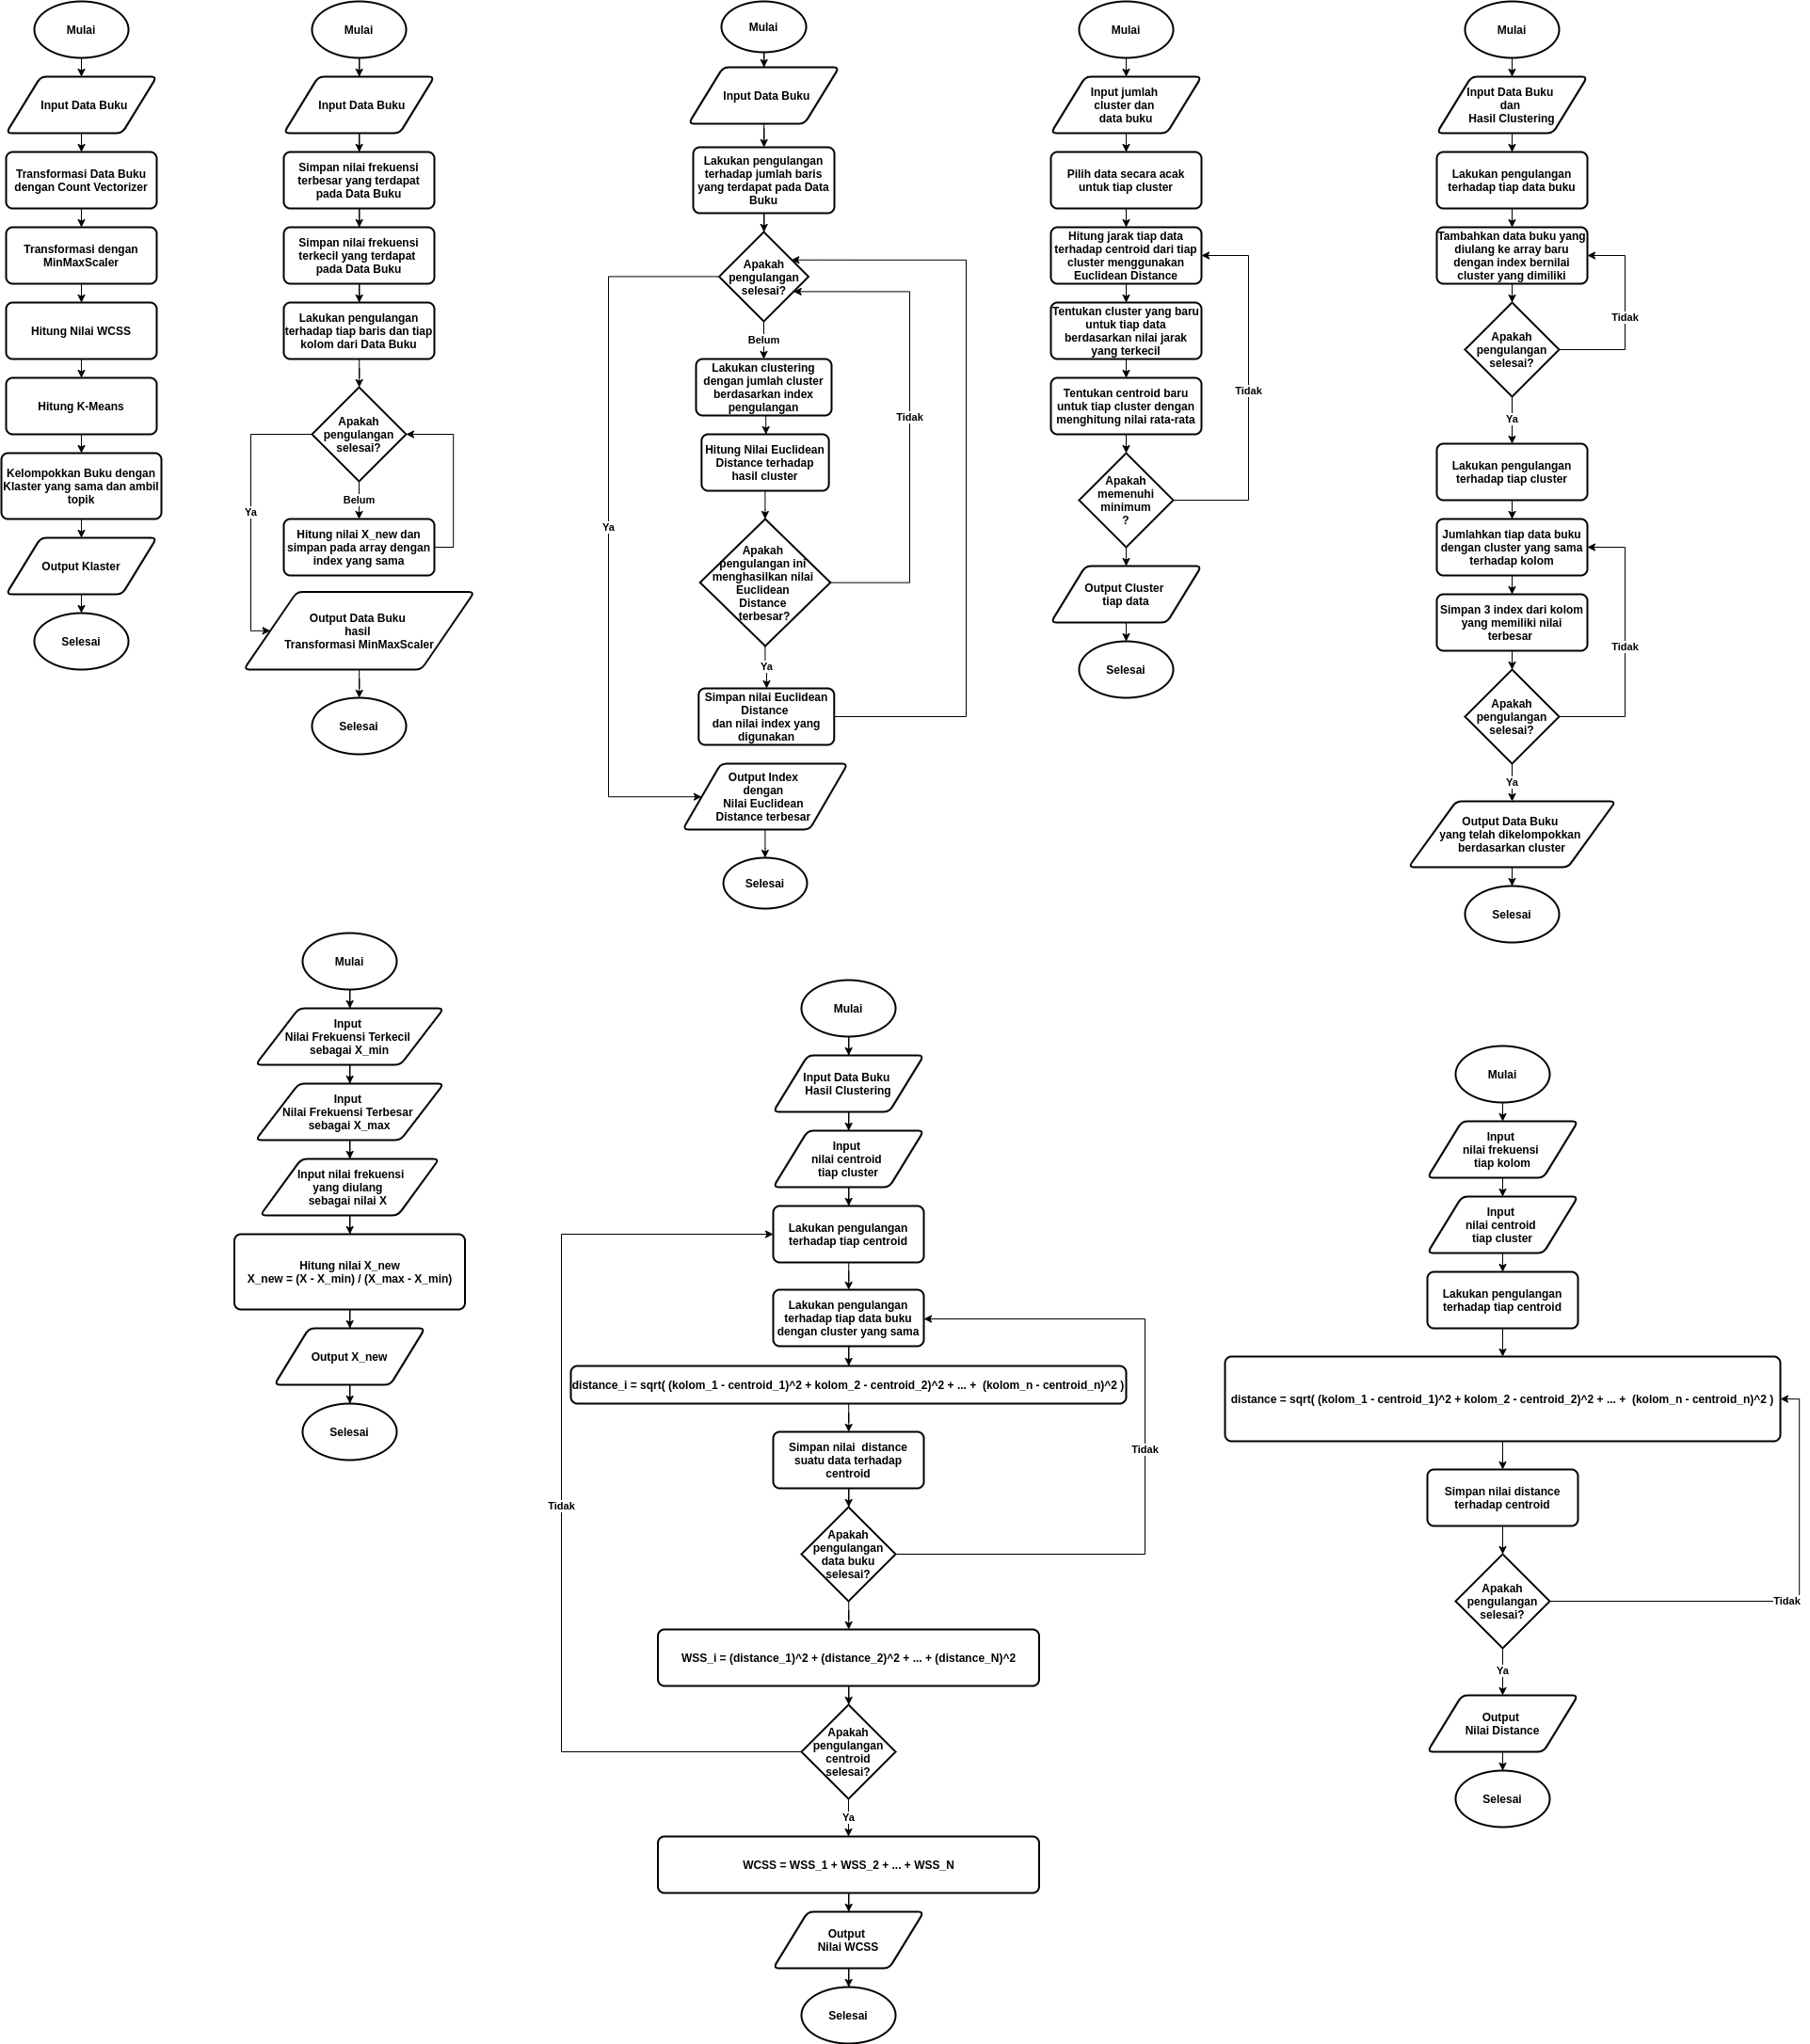 Mulai
Input Data Buku
Transformasi Data Buku
dengan Count Vectorizer
Transformasi dengan
MinMaxScaler
Hitung Nilai WCSS
Hitung K-Means
Kelompokkan Buku dengan
Klaster yang sama dan ambil
topik
Output Klaster
Selesai
Mulai
Input Data Buku
Simpan nilai frekuensi
terbesar yang terdapat
pada Data Buku
Simpan nilai frekuensi
terkecil yang terdapat
pada Data Buku
Lakukan pengulangan
terhadap tiap baris dan tiap
kolom dari Data Buku
Apakah
pengulangan
selesai?
Belum
Ya
Hitung nilai X_new dan
simpan pada array dengan
index yang sama
Output Data Buku
hasil
Transformasi MinMaxScaler
Selesai
Mulai
Input Data Buku
Lakukan pengulangan
terhadap jumlah baris
yang terdapat pada Data
Buku
Apakah
pengulangan
selesai?
Belum
Lakukan clustering
dengan jumlah cluster
berdasarkan index
pengulangan
Tidak
Hitung Nilai Euclidean
Distance terhadap
hasil cluster
Ya
Apakah
pengulangan ini
menghasilkan nilai
Euclidean
Distance
terbesar?
Ya
Simpan nilai Euclidean
Distance
dan nilai index yang
digunakan
Output Index
dengan
Nilai Euclidean
Distance terbesar
Selesai
Mulai
Input jumlah
cluster dan
data buku
Pilih data secara acak
untuk tiap cluster
Hitung jarak tiap data
terhadap centroid dari tiap
cluster menggunakan
Euclidean Distance
Tentukan cluster yang baru
untuk tiap data
berdasarkan nilai jarak
yang terkecil
Tentukan centroid baru
untuk tiap cluster dengan
menghitung nilai rata-rata
Tidak
Apakah
memenuhi
minimum
?
Output Cluster
tiap data
Selesai
Mulai
Input Data Buku
dan
Hasil Clustering
Lakukan pengulangan
terhadap tiap data buku
Tambahkan data buku yang
diulang ke array baru
dengan index bernilai
cluster yang dimiliki
Tidak
Apakah
pengulangan
selesai?
Ya
Lakukan pengulangan
terhadap tiap cluster
Jumlahkan tiap data buku
dengan cluster yang sama
terhadap kolom
Simpan 3 index dari kolom
yang memiliki nilai
terbesar
Tidak
Apakah
pengulangan
selesai?
Ya
Output Data Buku
yang telah dikelompokkan
berdasarkan cluster
Selesai
Mulai
Input
Nilai Frekuensi Terkecil
sebagai X_min
Input
Nilai Frekuensi Terbesar
sebagai X_max
Input nilai frekuensi
yang diulang
sebagai nilai X
Hitung nilai X_new
X_new = (X - X_min) / (X_max - X_min)
Output X_new
Selesai
Mulai
Input Data Buku
Hasil Clustering
Input
nilai centroid
tiap cluster
Lakukan pengulangan
terhadap tiap centroid
Lakukan pengulangan
terhadap tiap data buku
dengan cluster yang sama
distance_i = sqrt( (kolom_1 - centroid_1)^2 + kolom_2 - centroid_2)^2 + ... + (kolom_n - centroid_n)^2 )
Simpan nilai distance
suatu data terhadap
centroid
Tidak
Tidak
Apakah
pengulangan
data buku
selesai?
WSS_i = (distance_1)^2 + (distance_2)^2 + ... + (distance_N)^2
Apakah
pengulangan
centroid
selesai?
Ya
WCSS = WSS_1 + WSS_2 + ... + WSS_N
Output
Nilai WCSS
Selesai
Mulai
Input
nilai frekuensi
tiap kolom
Input
nilai centroid
tiap cluster
Lakukan pengulangan
terhadap tiap centroid
distance = sqrt( (kolom_1 - centroid_1)^2 + kolom_2 - centroid_2)^2 + ... + (kolom_n - centroid_n)^2 )
Simpan nilai distance
terhadap centroid
Apakah
pengulangan
selesai?
Tidak
Ya
Output
Nilai Distance
Selesai